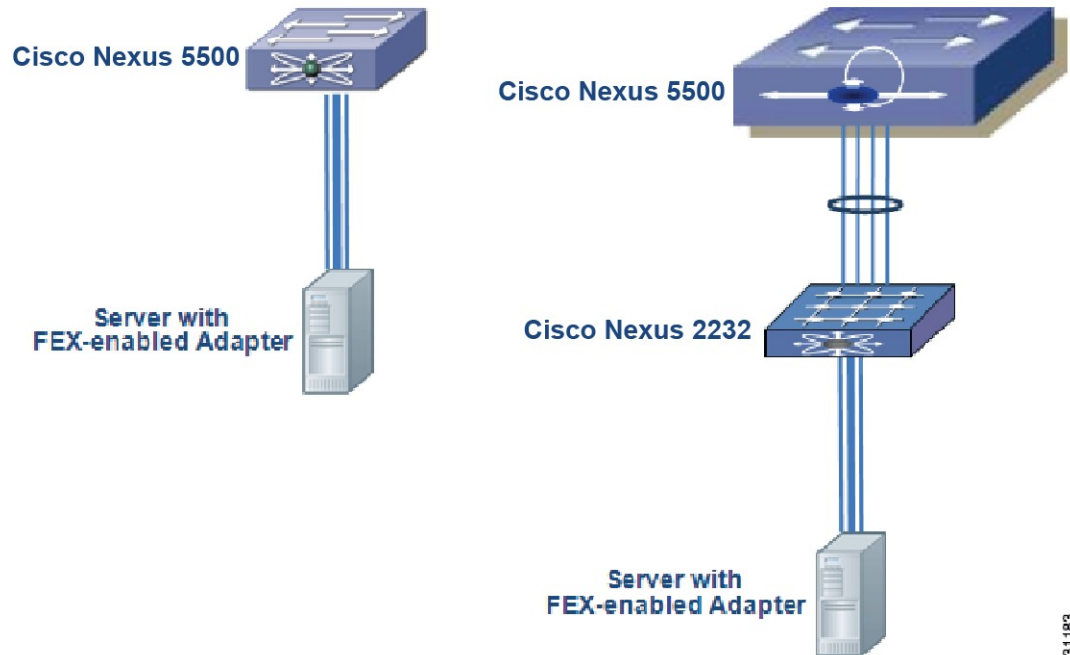 Cisco Nexus 5500
Server with
FEX-enabled Adapter
Cisco Nexus 5500
Cisco Nexus 2232
Server with
FEX-enabled Adapter